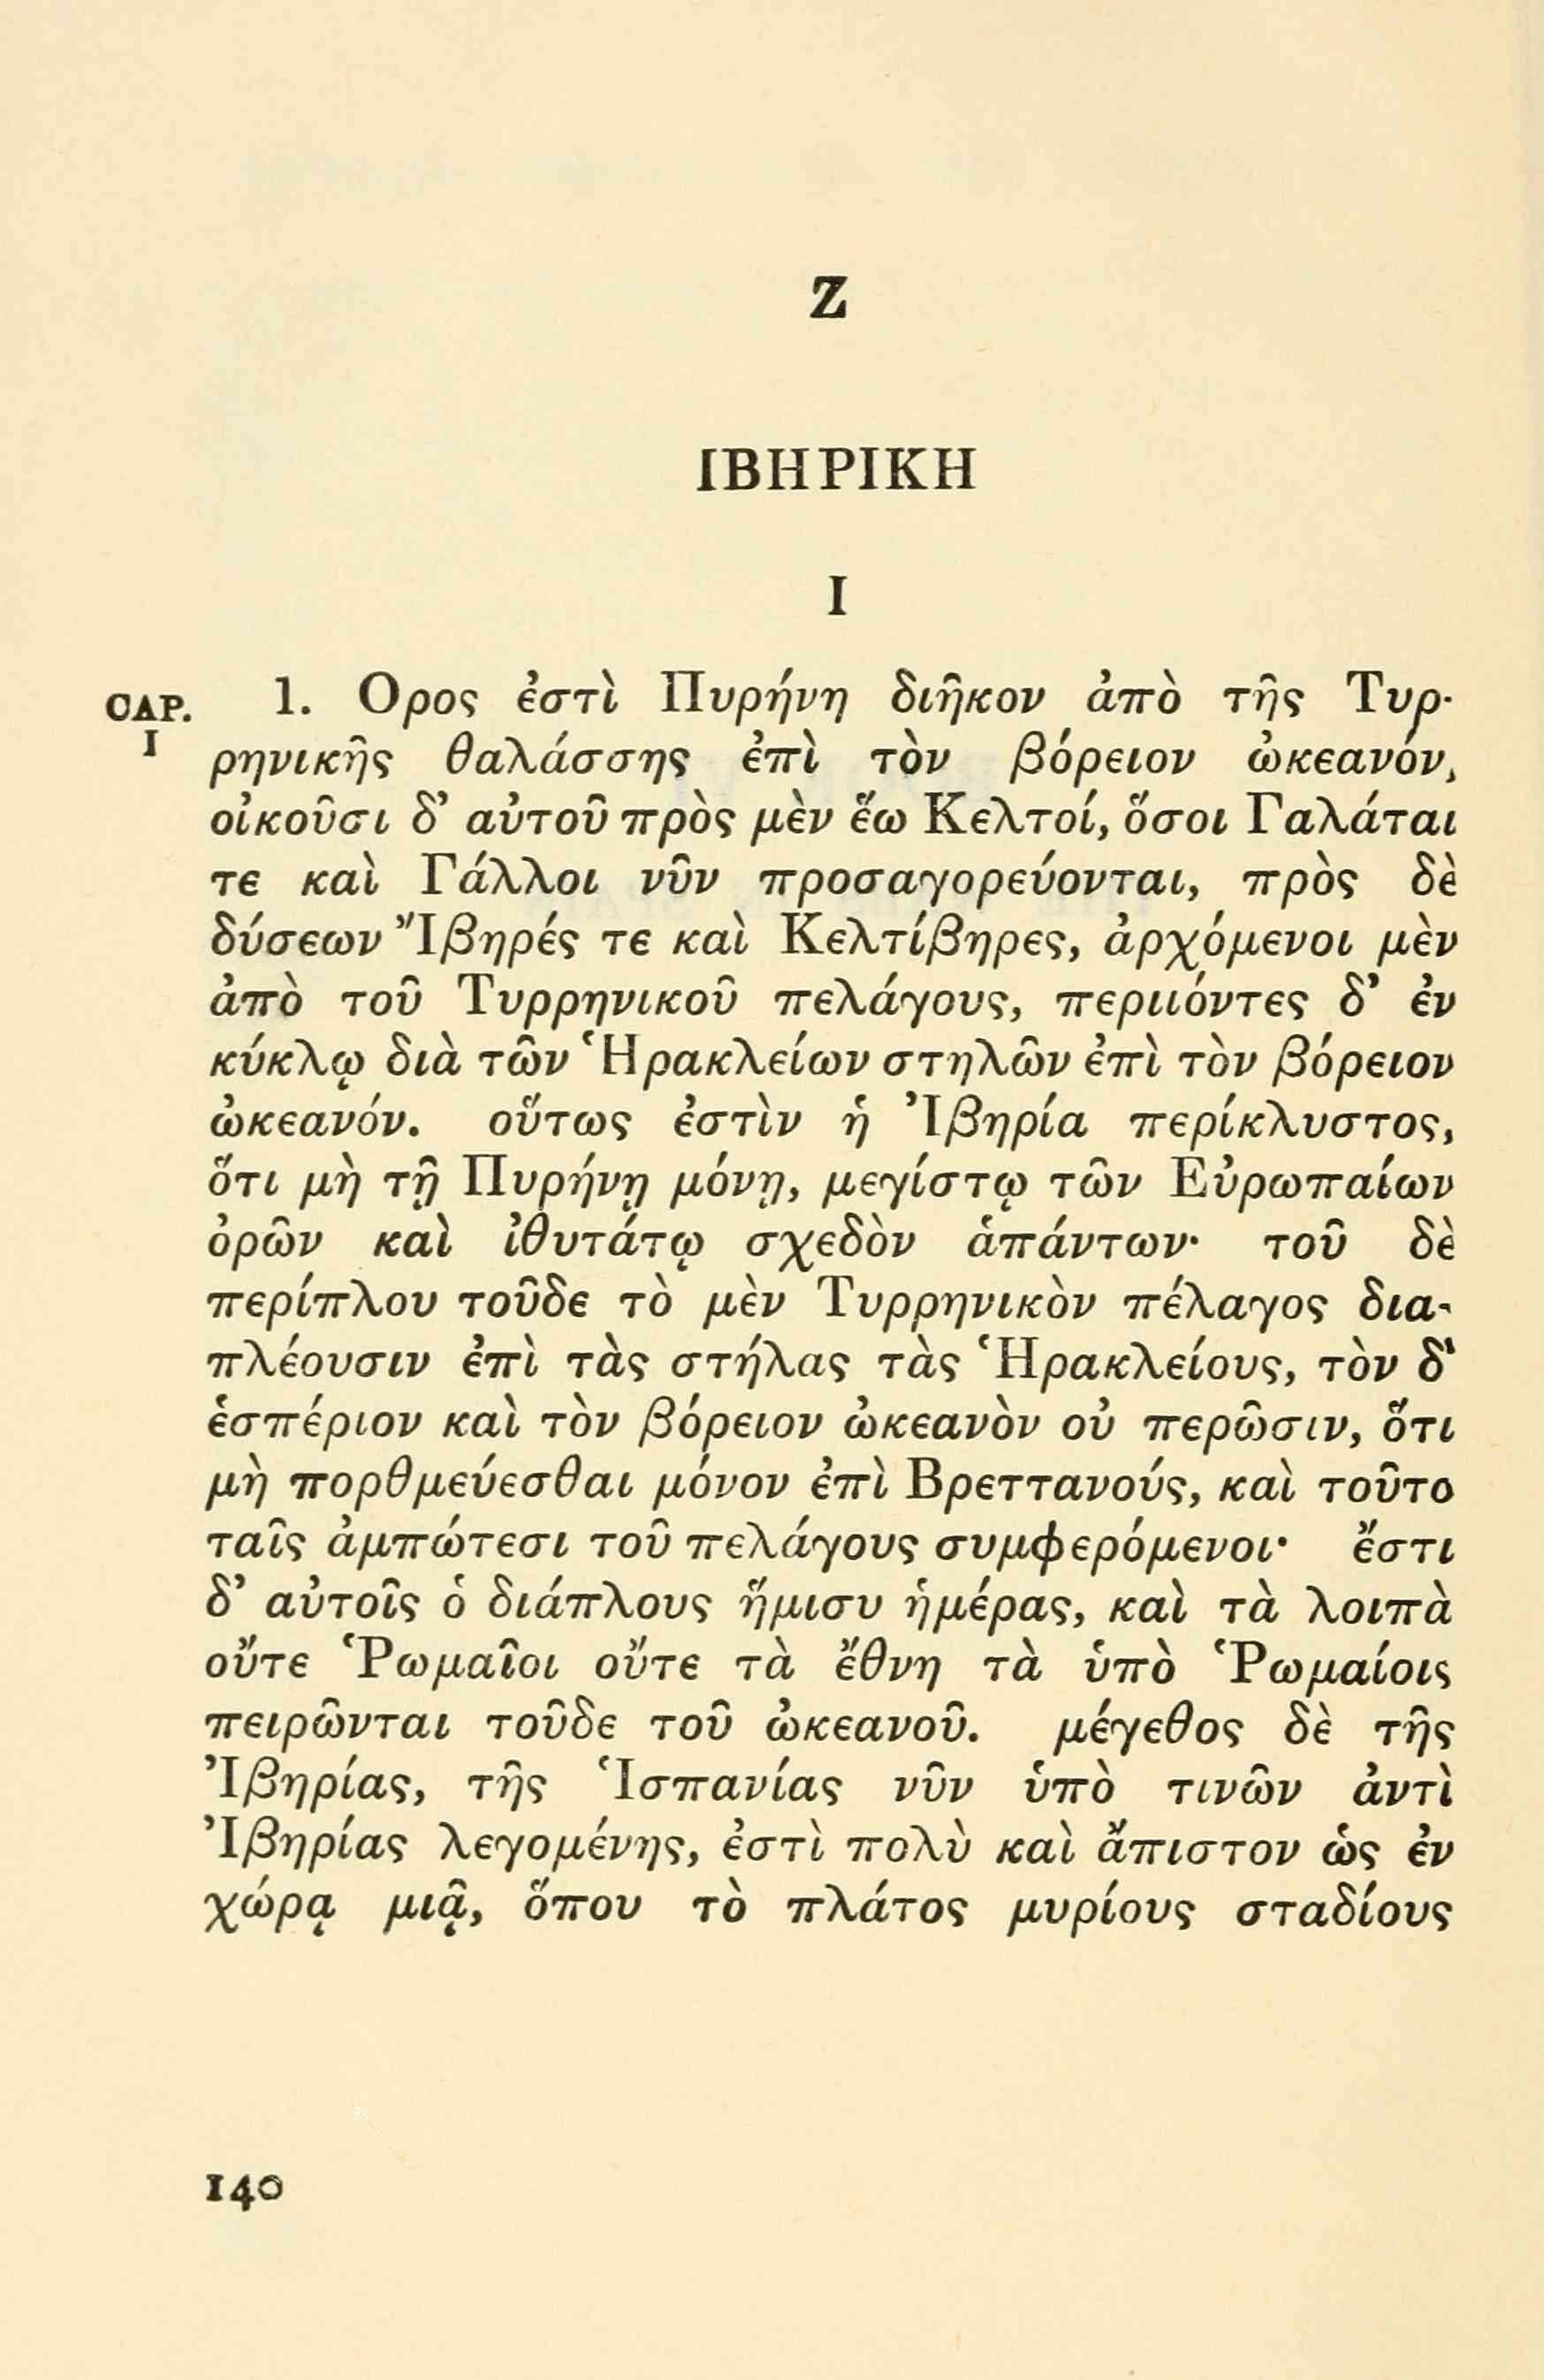 Ζ
ΙΒΗΡΙΚΗ
I
CAP. 1. Ορος ἐστὶ Πυρήνη διῆκον ἀπὸ τῆς Τυρ-
I ρηνικῆς θαλάσσης ἐπὶ τὸν βόρειον ὠκεανόν,
οἰκοῦσι δ’ αὐτοῦ πρὸς μὲν ἕω Κελτοί, ὅσοι Γαλάται
τε καὶ Γάλλοι νῦν προσαγορεύονται, πρὸς δὲ
δύσεων Ἴβηρές τε καὶ Κελτίβηρες, ἀρχόμενοι μὲν
ἀπὸ τοῦ Τυρρηνικοῦ πελάγους, περιιόντες δ’ ἐν
κύκλῳ διὰ τῶν Ἡρακλείων στηλῶν ἐπὶ τὸν βόρειον
ὠκεανόν. οὕτως ἐστὶν ἡ Ἰβηρία περίκλυστος,
ὅτι μὴ τῇ Πυρήνῃ μόνῃ, μεγίστῳ τῶν Εὐρωπαίων
ὀρῶν καὶ ἰθυτάτῳ σχεδὸν ἁπάντων· τοῦ δὲ
περίπλου τοῦδε τὸ μὲν Τυρρηνικὸν πέλαγος δια-
πλέουσιν ἐπὶ τὰς στήλας τὰς Ἡρακλείους, τὸν δ’
ἑσπέριον καὶ τὸν βόρειον ὠκεανὸν οὐ περῶσιν, ὅτι
μὴ πορθμεύεσθαι μόνον ἐπὶ Βρεττανούς, καὶ τοῦτο
ταῖς ἀμπώτεσι τοῦ πελάγους συμφερόμενοι· ἔστι
δ’ αὐτοῖς ὁ διάπλους ἥμισυ ἡμέρας, καὶ τὰ λοιπὰ
οὔτε Ῥωμαῖοι οὔτε τὰ ἔθνη τὰ ὑπὸ Ῥωμαίοις
πειρῶνται τοῦδε τοῦ ὠκεανοῦ. μέγεθος δὲ τῆς
Ἰβηρίας, τῆς Ἱσπανίας νῦν ὑπὸ τινῶν ἀντὶ
Ἰβηρίας λεγομένης, ἐστὶ πολὺ καὶ ἄπιστον ὡς ἐν
χώρᾳ μιᾷ, ὅπου τὸ πλάτος μυρίους σταδίους
140